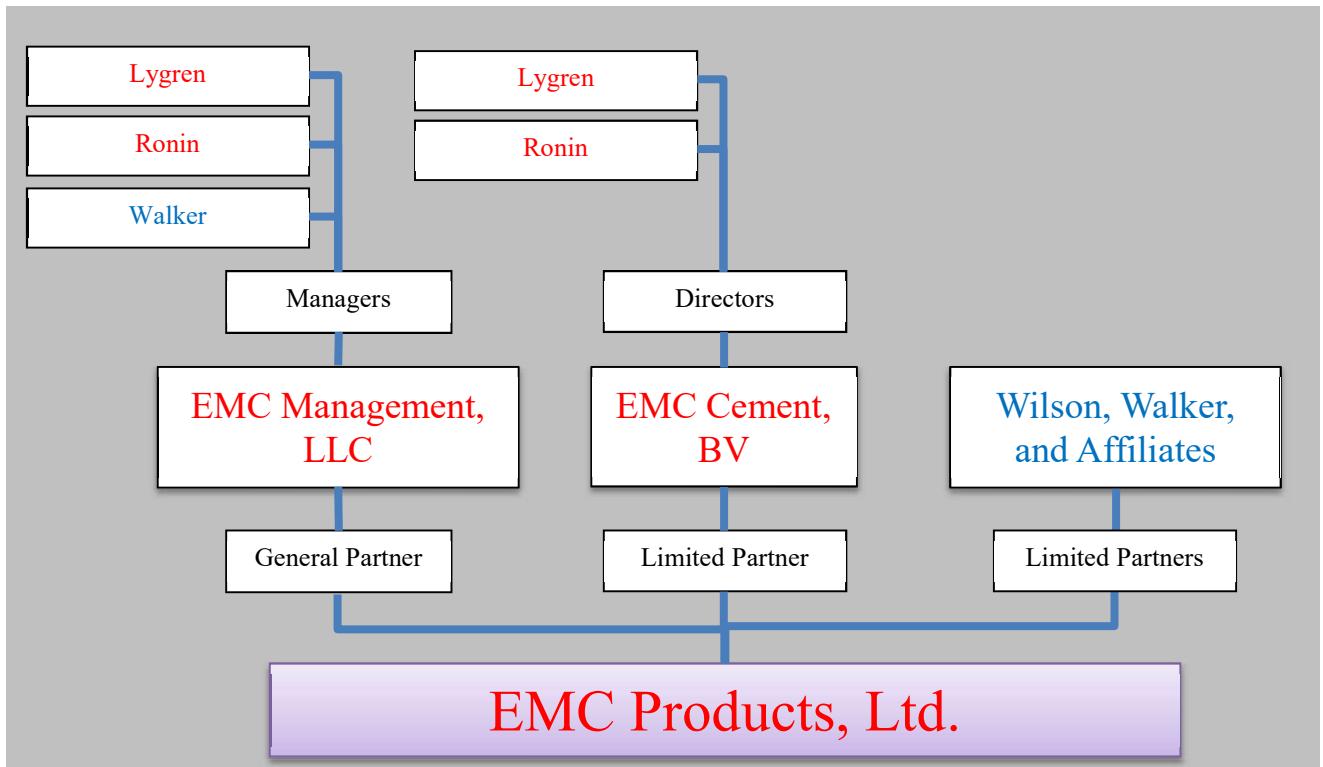 Lygren
Ronin
Walker
Managers
EMC Management,
LLC
General Partner
Lygren
Ronin
Directors
EMC Cement,
BV
Limited Partner
Wilson, Walker,
and Affiliates
Limited Partners
EMC Products, Ltd.